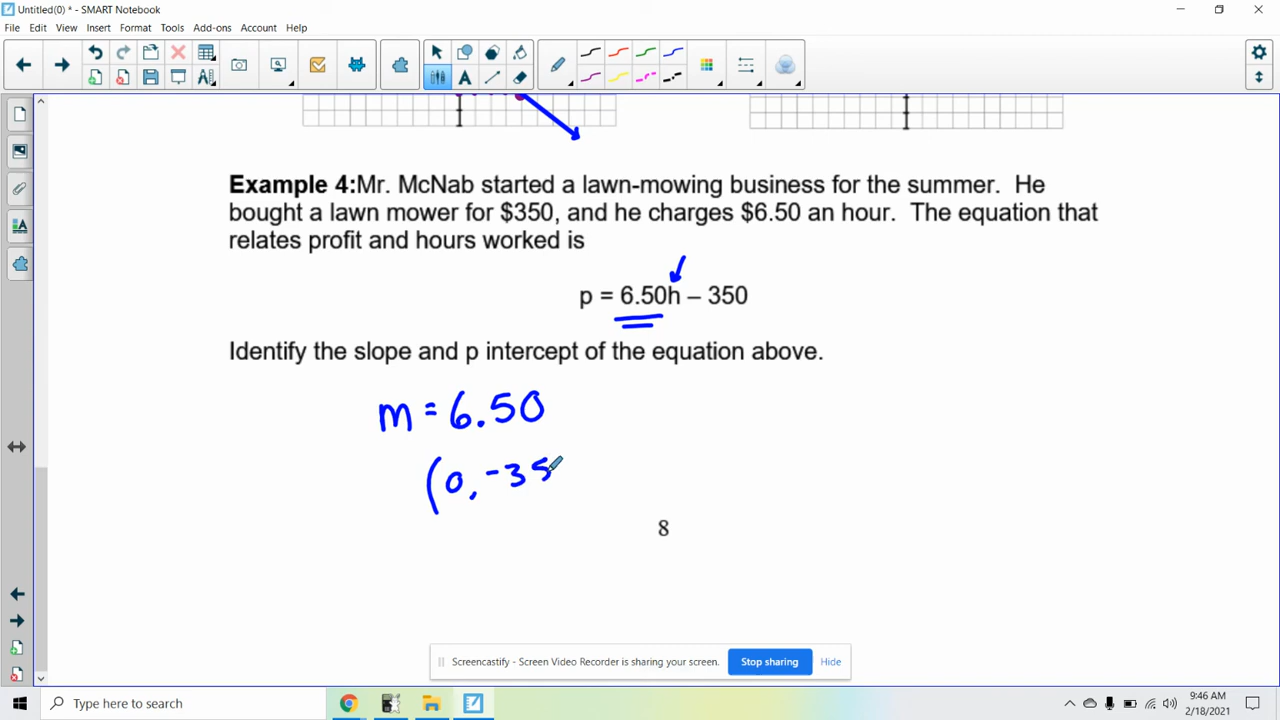 Untitled(0) * - SMART Notebook
File Edit View Insert Format Tools Add-ons Account Help
Example 4:Mr. McNab started a lawn-mowing business for the summer. He
bought a lawn mower for $350, and he charges $6.50 an hour. The equation that
relates profit and hours worked is
p = 6.50h – 350
Identify the slope and p intercept of the equation above.
m = 6.50
(0, -35
8
Screencastify - Screen Video Recorder is sharing your screen. Stop sharing Hide
Type here to search
9:46 AM
2/18/2021